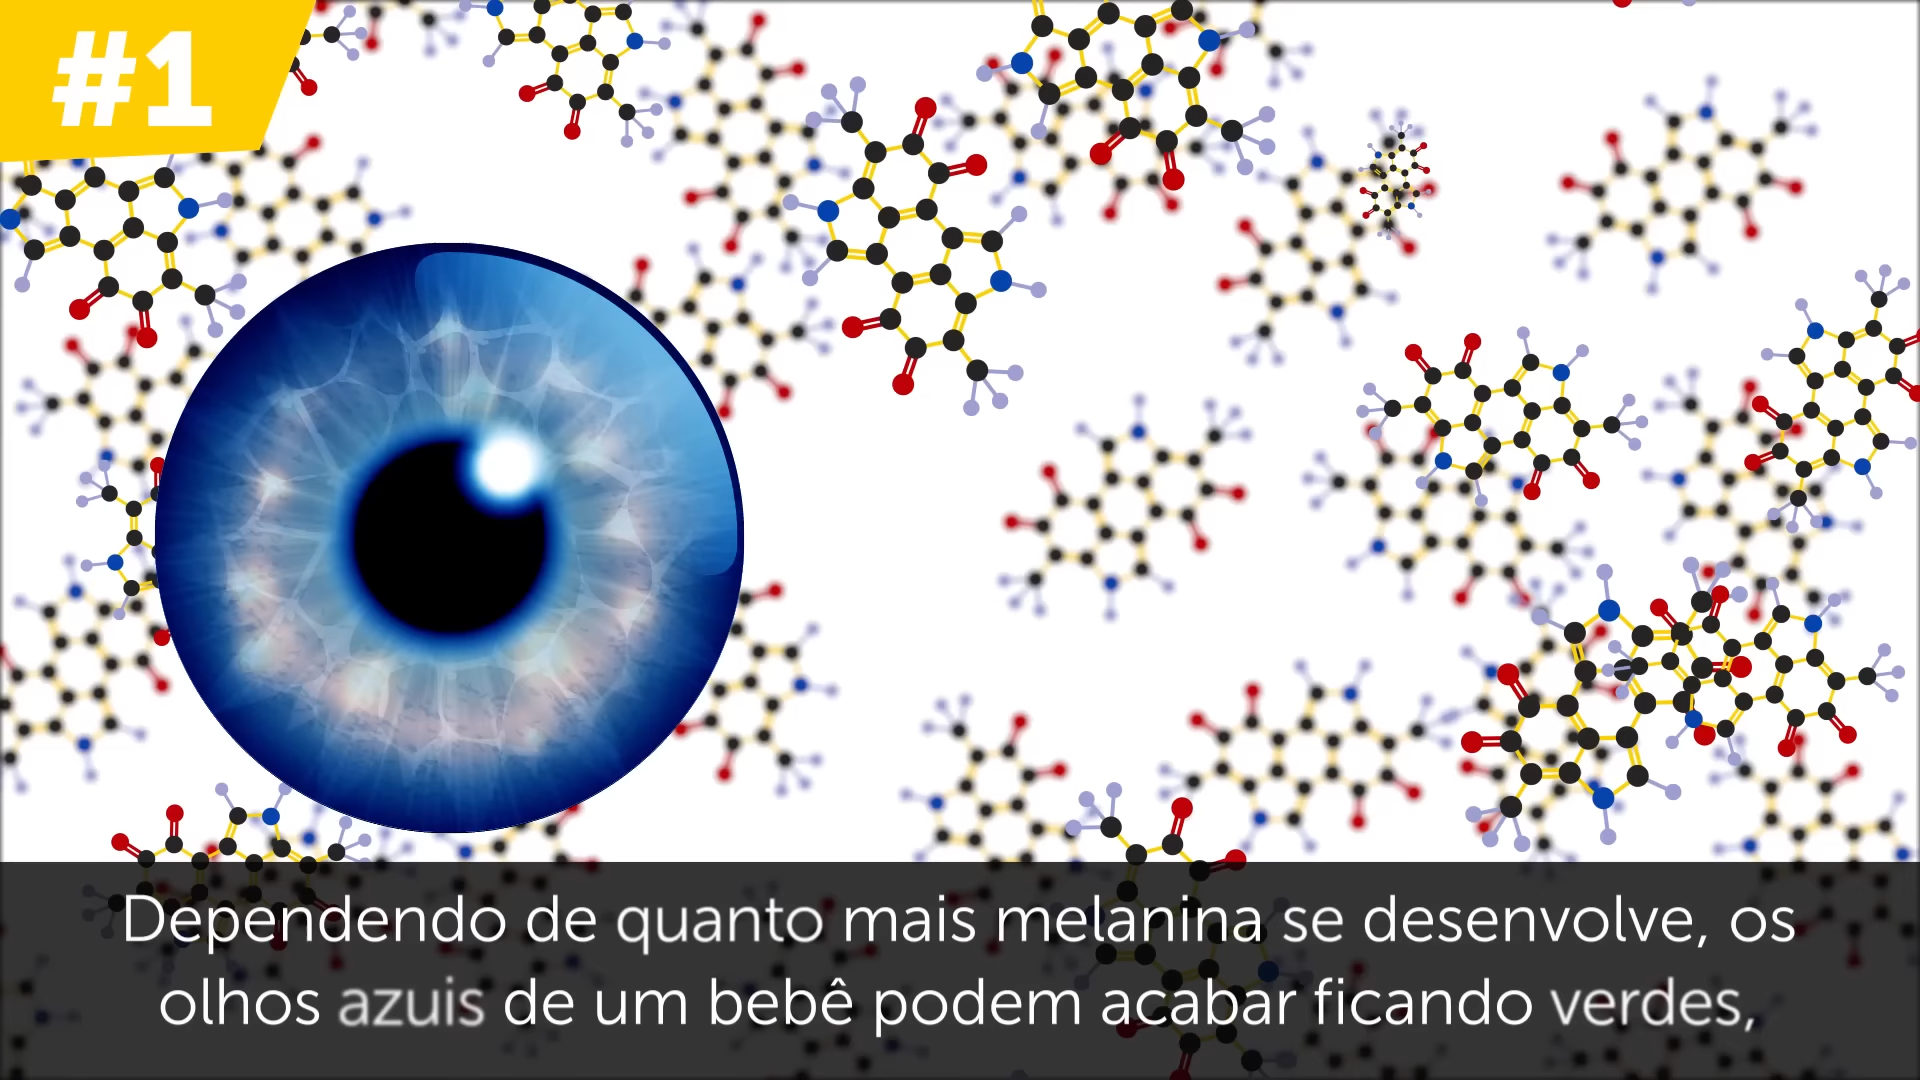 #1
Dependendo de quanto mais melanina se desenvolve, os
olhos azuis de um bebê podem acabar ficando verdes,